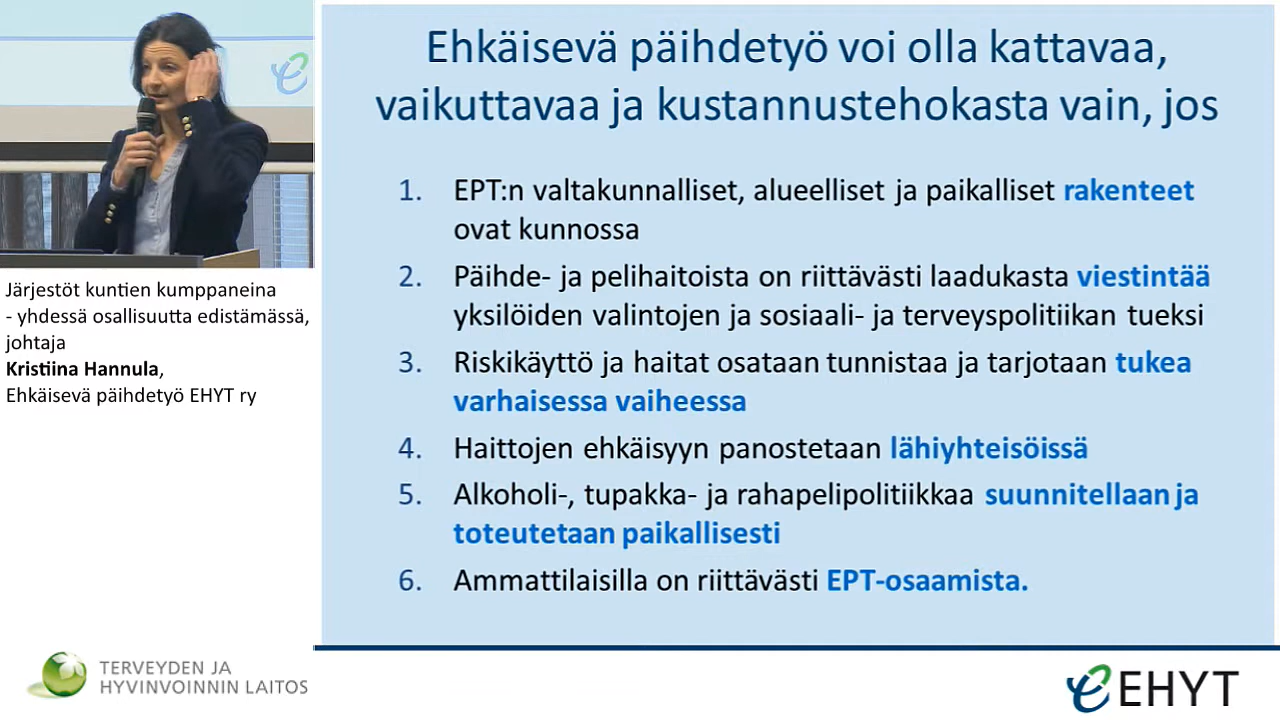 Ehkäisevä päihdetyö voi olla kattavaa,
vaikuttavaa ja kustannustehokasta vain, jos
1. EPT:n valtakunnalliset, alueelliset ja paikalliset rakenteet
ovat kunnossa
2. Päihde- ja pelihaitoista on riittävästi laadukasta viestintää
yksilöiden valintojen ja sosiaali- ja terveyspolitiikan tueksi
3. Riskikäyttö ja haitat osataan tunnistaa ja tarjotaan tukea
varhaisessa vaiheessa
4. Haittojen ehkäisyyn panostetaan lähiyhteisöissä
5. Alkoholi-, tupakka- ja rahapelipolitiikkaa suunnitellaan ja
toteutetaan paikallisesti
6. Ammattilaisilla on riittävästi EPT-osaamista.
Järjestöt kuntien kumppaneina
- yhdessä osallisuutta edistämässä,
johtaja
Kristiina Hannula,
Ehkäisevä päihdetyö EHYT ry
TERVEYDEN JA
HYVINVOINNIN LAITOS
EHYT